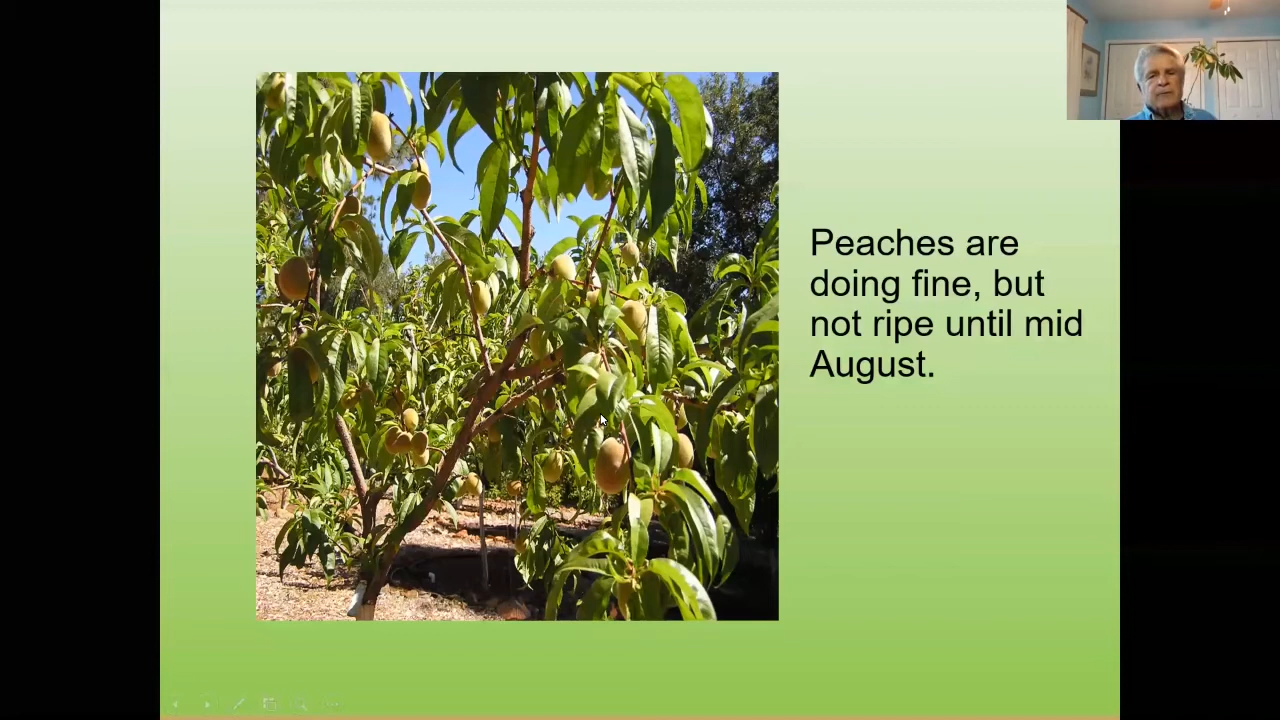 Peaches are
doing fine, but
not ripe until mid
August.